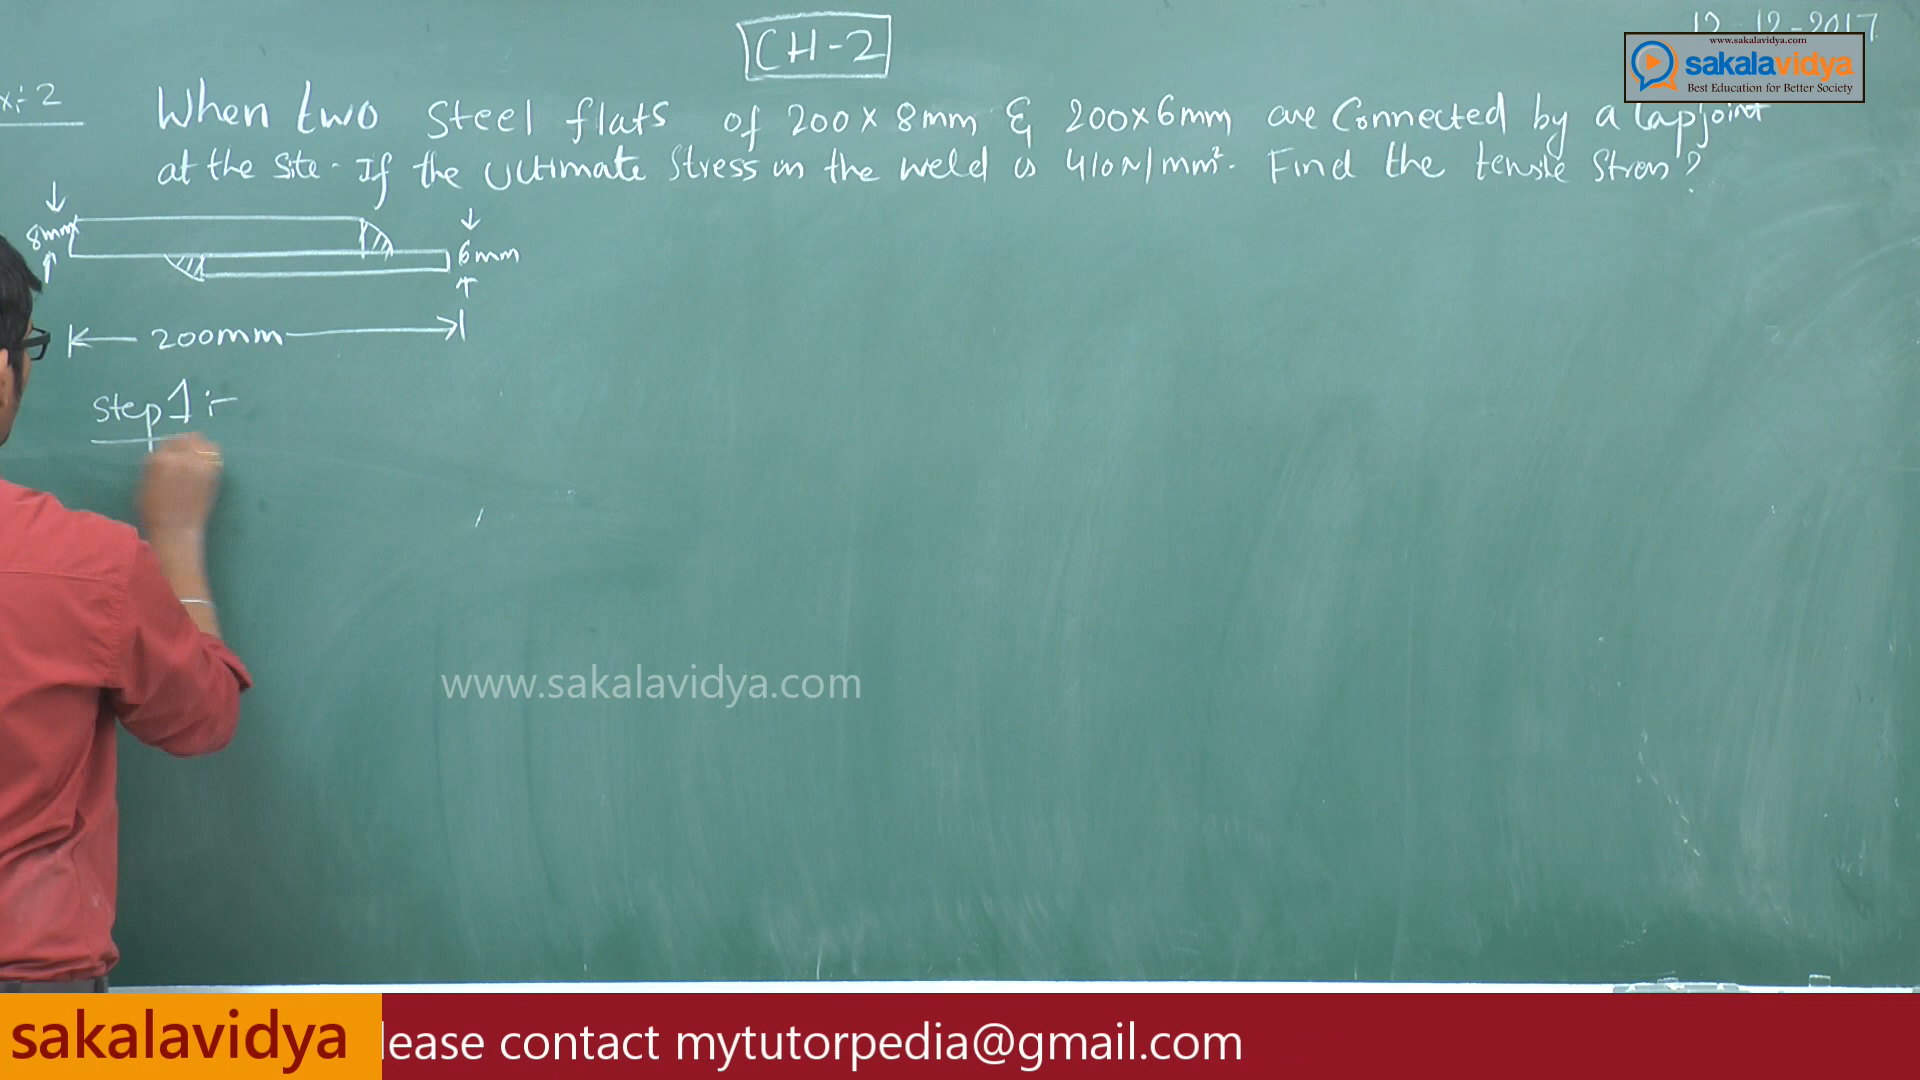 12-12-2017
CH-2
www.sakalavidya.com
sakalavidya
Best Education for Better Society
x:- 2
When two Steel flats of 200 x 8mm & 200x6mm are Connected by a Lapjoint
at the Site. If the Ultimate Stress in the weld is 410N/mm². Find the tensile Stress?
8mm
6mm
200mm
Step 1 :-
www.sakalavidya.com
sakalavidya
lease contact mytutorpedia@gmail.com